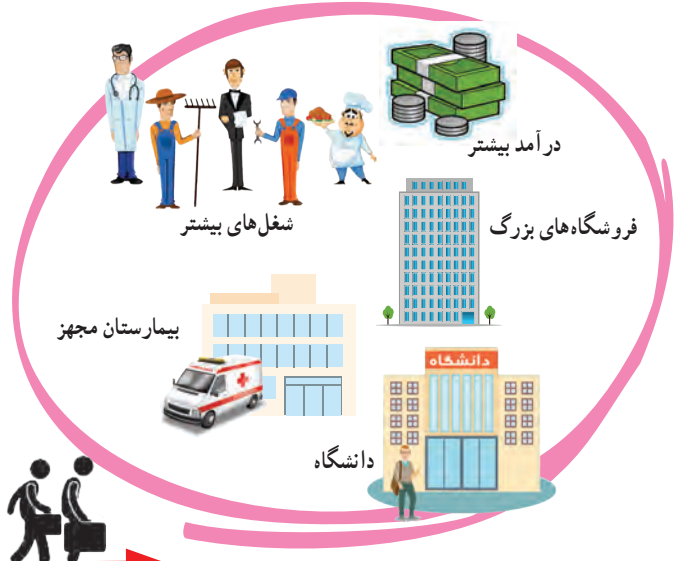 درآمد بیشتر
شغل‌های بیشتر
فروشگاه‌های بزرگ
بیمارستان مجهز
دانشگاه
دانشگاه